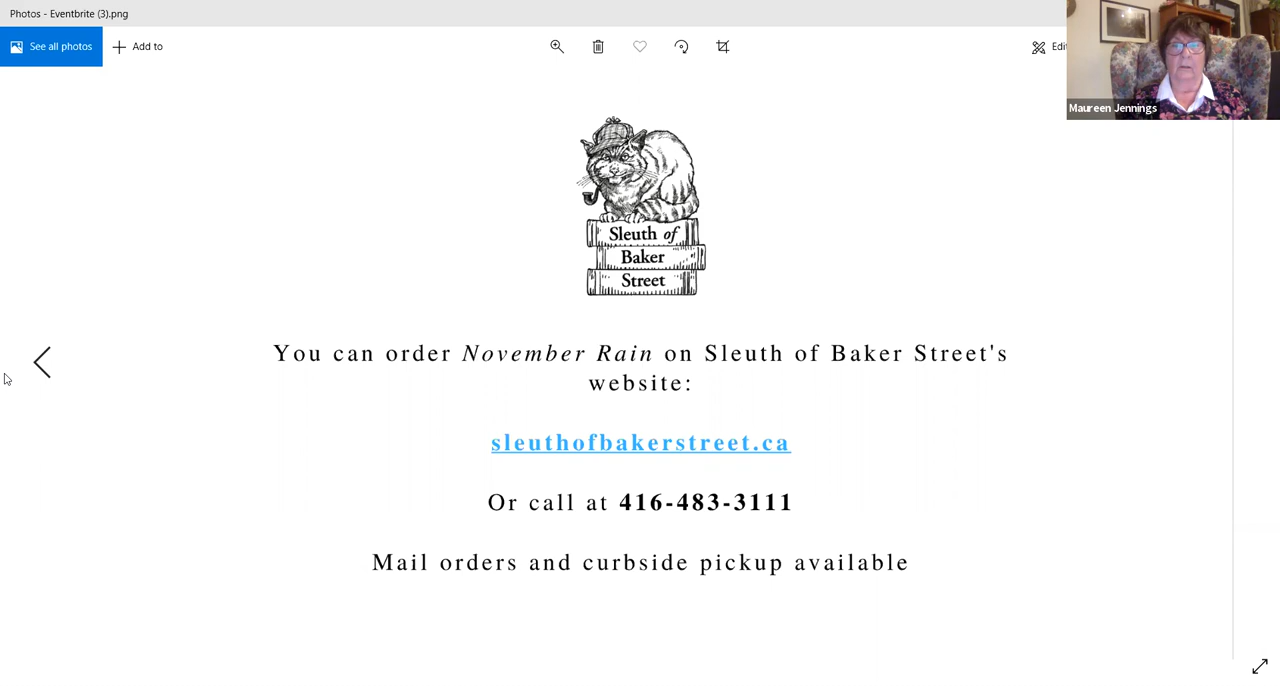 Photos - Eventbrite (3).png
See all photos
Add to
Maureen Jennings
Sleuth of
Baker
Street
You can order November Rain on Sleuth of Baker Street's
website:
sleuthofbakerstreet.ca
Or call at 416-483-3111
Mail orders and curbside pickup available